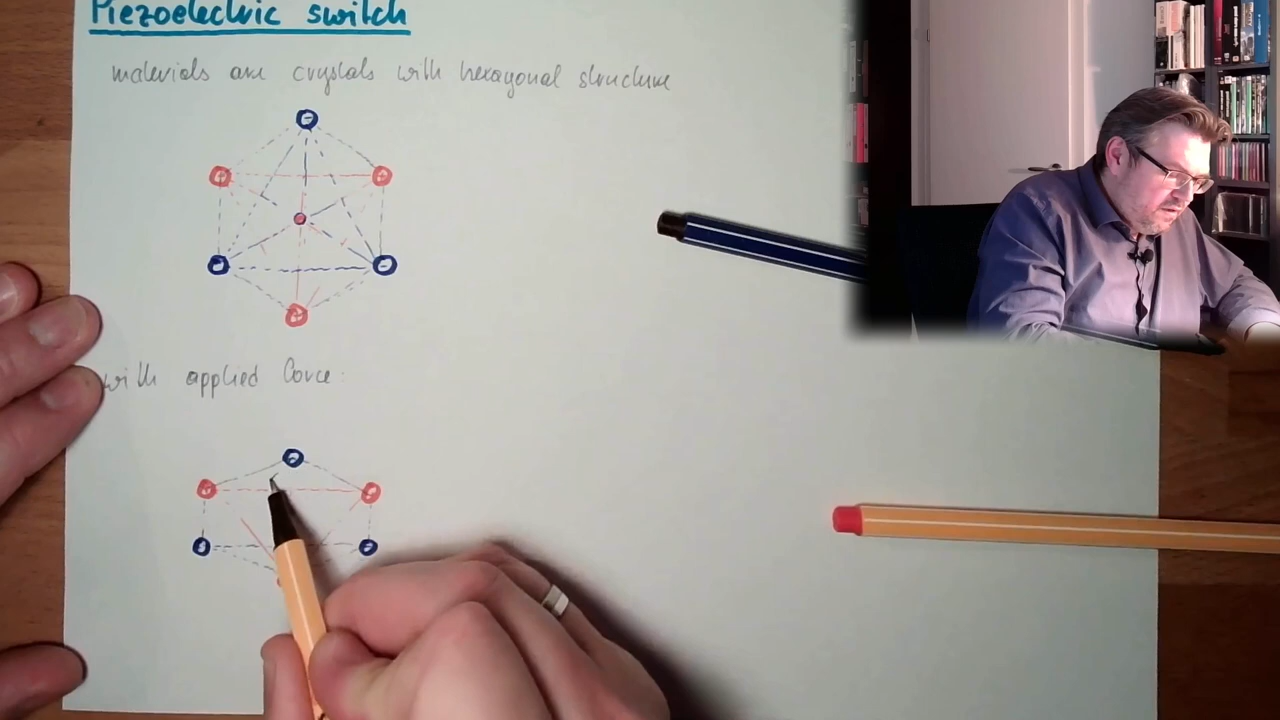 Piezoelectric switch
materials are crystals with hexagonal structure
with applied force: